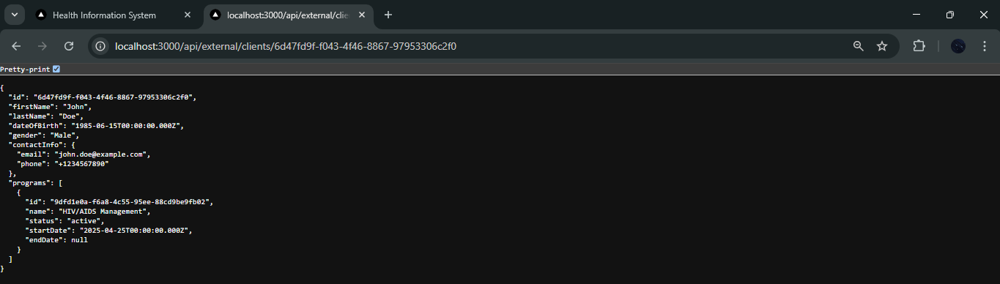 Health Information System
localhost:3000/api/external/clie
localhost:3000/api/external/clients/6d47fd9f-f043-4f46-8867-97953306c2f0
Pretty-print
{
  "id": "6d47fd9f-f043-4f46-8867-97953306c2f0",
  "firstName": "John",
  "lastName": "Doe",
  "dateOfBirth": "1985-06-15T00:00:00.000Z",
  "gender": "Male",
  "contactInfo": {
    "email": "john.doe@example.com",
    "phone": "+1234567890"
  },
  "programs": [
    {
      "id": "9dfd1e0a-f6a8-4c55-95ee-88cd9be9fb02",
      "name": "HIV/AIDS Management",
      "status": "active",
      "startDate": "2025-04-25T00:00:00.000Z",
      "endDate": null
    }
  ]
}